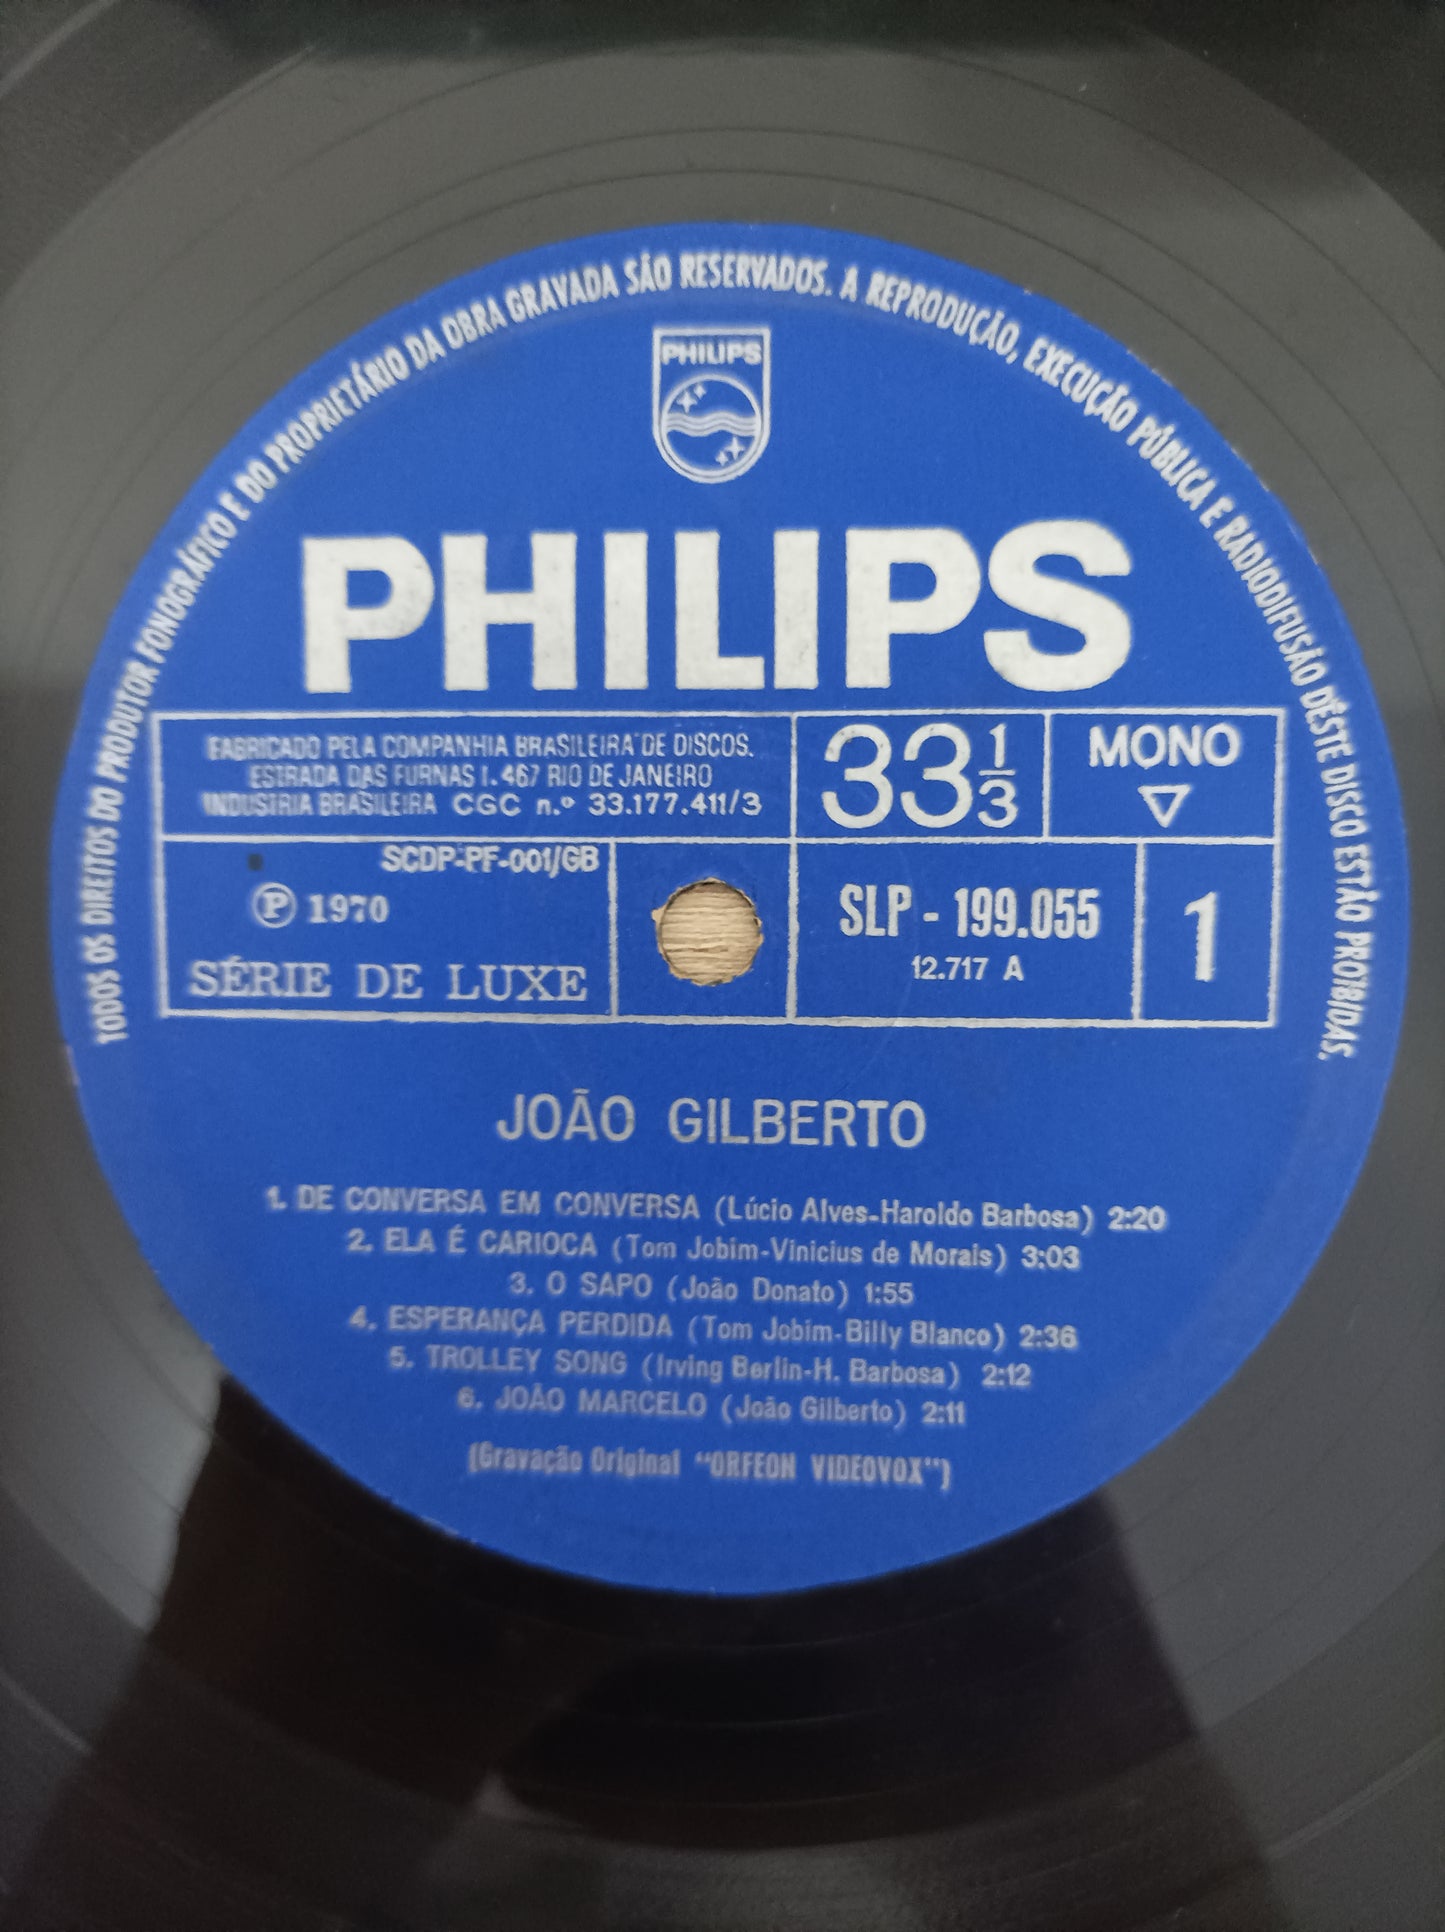 TODOS OS DIREITOS DO PRODUTOR FONOGRÁFICO E DO PROPRIETÁRIO DA OBRA GRAVADA SÃO RESERVADOS. A REPRODUÇÃO, EXECUÇÃO PÚBLICA E RADIODIFUSÃO DÊSTE DISCO ESTÃO PROIBIDAS.
PHILIPS
PHILIPS
FABRICADO PELA COMPANHIA BRASILEIRA DE DISCOS.
ESTRADA DAS FURNAS 1.467 RIO DE JANEIRO
INDUSTRIA BRASILEIRA CGC n.º 33.177.411/3
33 1/3
MONO
SCDP-PF-001/GB
Ⓟ 1970
SÉRIE DE LUXE
SLP - 199.055
12.717 A
1
JOÃO GILBERTO
1. DE CONVERSA EM CONVERSA (Lúcio Alves-Haroldo Barbosa) 2:20
2. ELA É CARIOCA (Tom Jobim-Vinicius de Morais) 3:03
3. O SAPO (João Donato) 1:55
4. ESPERANÇA PERDIDA (Tom Jobim-Billy Blanco) 2:36
5. TROLLEY SONG (Irving Berlin-H. Barbosa) 2:12
6. JOÃO MARCELO (João Gilberto) 2:11
(Gravação Original "ORFEON VIDEOVOX")